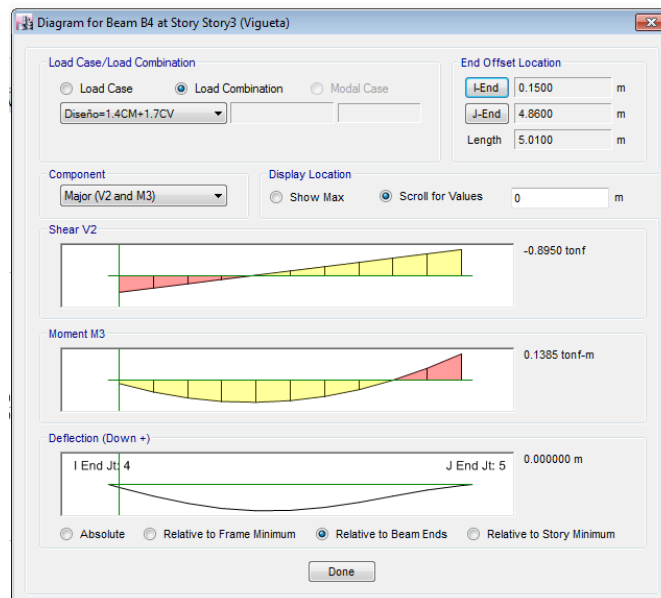 Diagram for Beam B4 at Story Story3 (Vigueta)
Load Case/Load Combination
Load Case
Load Combination
Modal Case
Diseño=1.4CM+1.7CV
End Offset Location
I-End
0.1500
m
J-End
4.8600
m
Length
5.0100
m
Component
Major (V2 and M3)
Display Location
Show Max
Scroll for Values
0
m
Shear V2
-0.8950 tonf
Moment M3
0.1385 tonf-m
Deflection (Down +)
I End Jt: 4
J End Jt: 5
0.000000 m
Absolute
Relative to Frame Minimum
Relative to Beam Ends
Relative to Story Minimum
Done